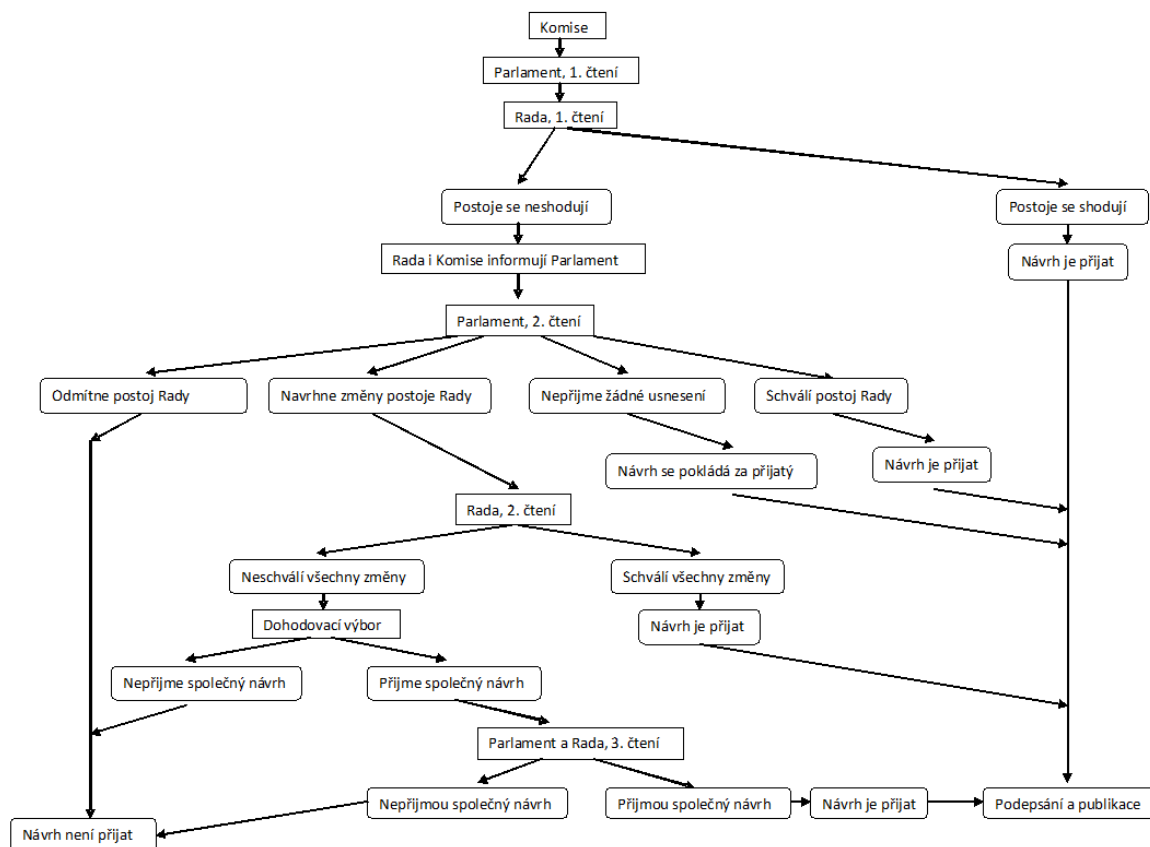 Komise
Parlament, 1. čtení
Rada, 1. čtení
Postoje se neshodují
Postoje se shodují
Rada i Komise informují Parlament
Návrh je přijat
Parlament, 2. čtení
Odmítne postoj Rady
Navrhne změny postoje Rady
Nepřijme žádné usnesení
Schválí postoj Rady
Návrh se pokládá za přijatý
Návrh je přijat
Rada, 2. čtení
Neschválí všechny změny
Schválí všechny změny
Dohodovací výbor
Návrh je přijat
Nepřijme společný návrh
Přijme společný návrh
Parlament a Rada, 3. čtení
Nepřijmou společný návrh
Přijmou společný návrh
Návrh je přijat
Podepsání a publikace
Návrh není přijat